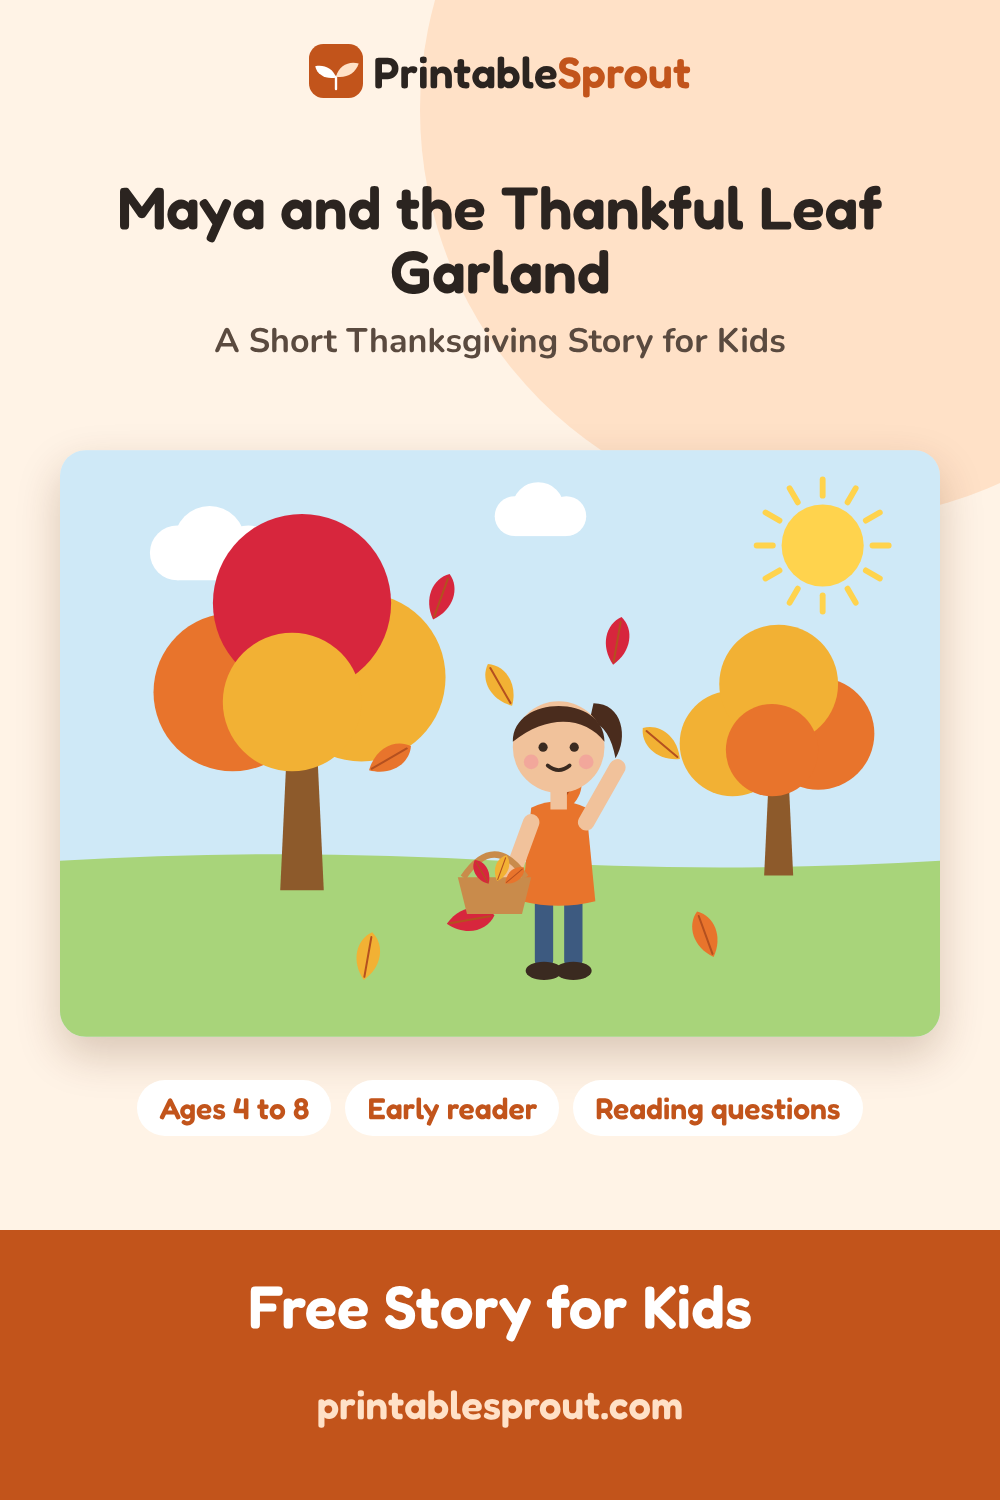 PrintableSprout
Maya and the Thankful Leaf
Garland
A Short Thanksgiving Story for Kids
Ages 4 to 8
Early reader
Reading questions
Free Story for Kids
printablesprout.com